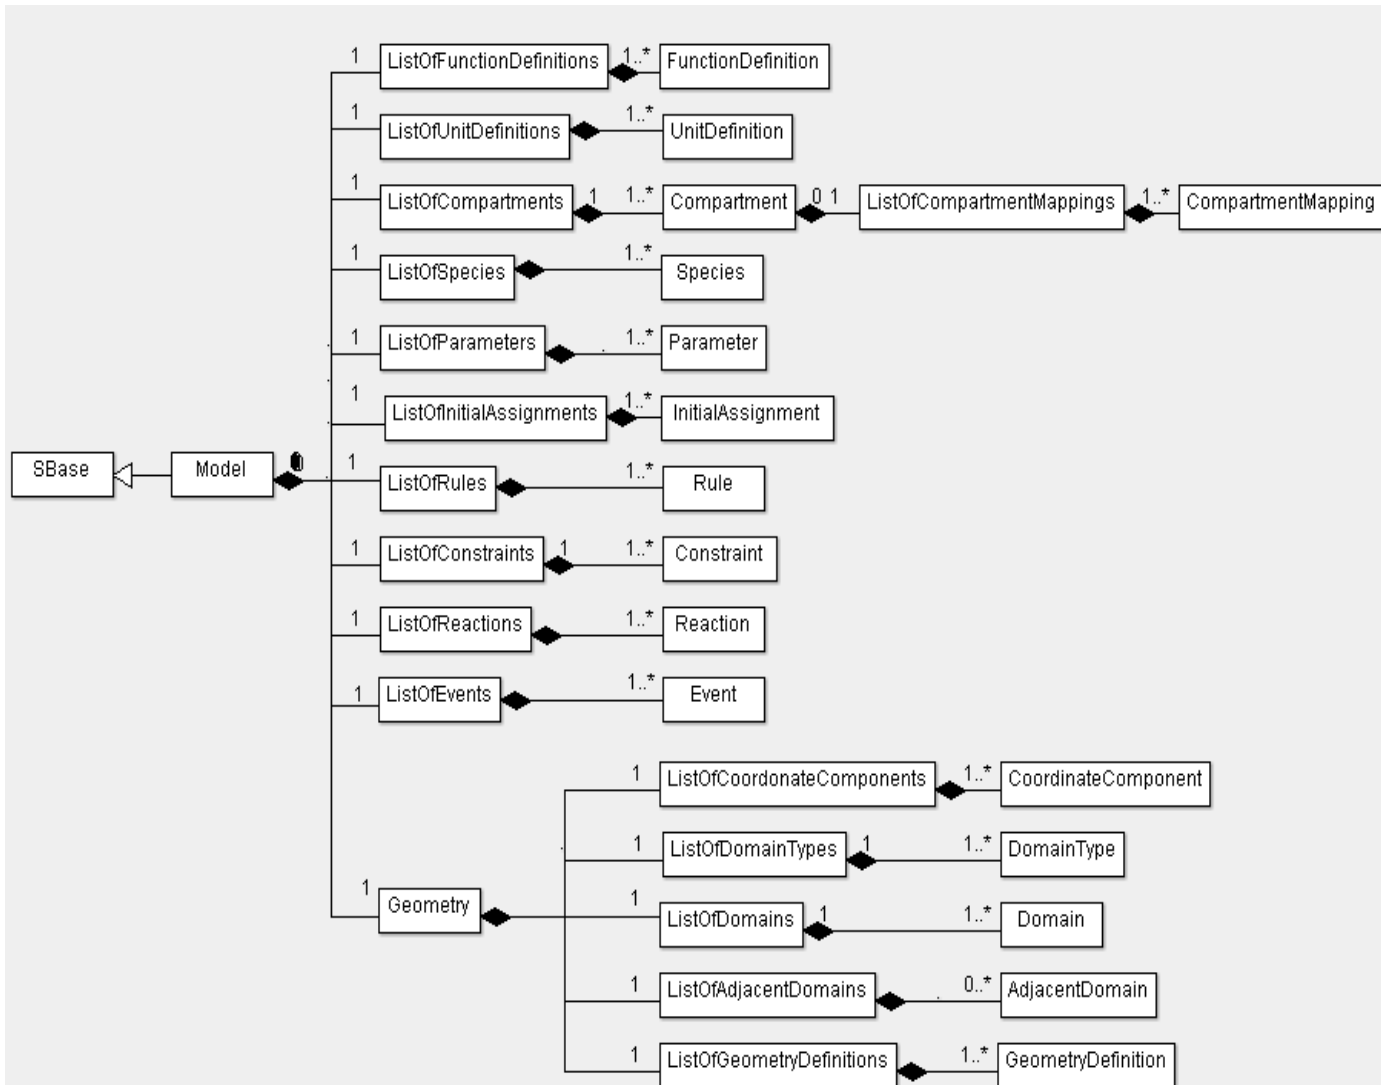 1 ListOfFunctionDefinitions 1..* FunctionDefinition
1 ListOfUnitDefinitions 1..* UnitDefinition
1 ListOfCompartments 1 1..* Compartment 0 1 ListOfCompartmentMappings 1..* CompartmentMapping
1 ListOfSpecies 1..* Species
1 ListOfParameters 1..* Parameter
1 ListOfInitialAssignments 1..* InitialAssignment
SBase Model 1 ListOfRules 1..* Rule
1 ListOfConstraints 1 1..* Constraint
1 ListOfReactions 1..* Reaction
1 ListOfEvents 1..* Event
1 ListOfCoordonateComponents 1..* CoordinateComponent
1 ListOfDomainTypes 1 1..* DomainType
1 Geometry 1 ListOfDomains 1 1..* Domain
1 ListOfAdjacentDomains 0..* AdjacentDomain
1 ListOfGeometryDefinitions 1..* GeometryDefinition